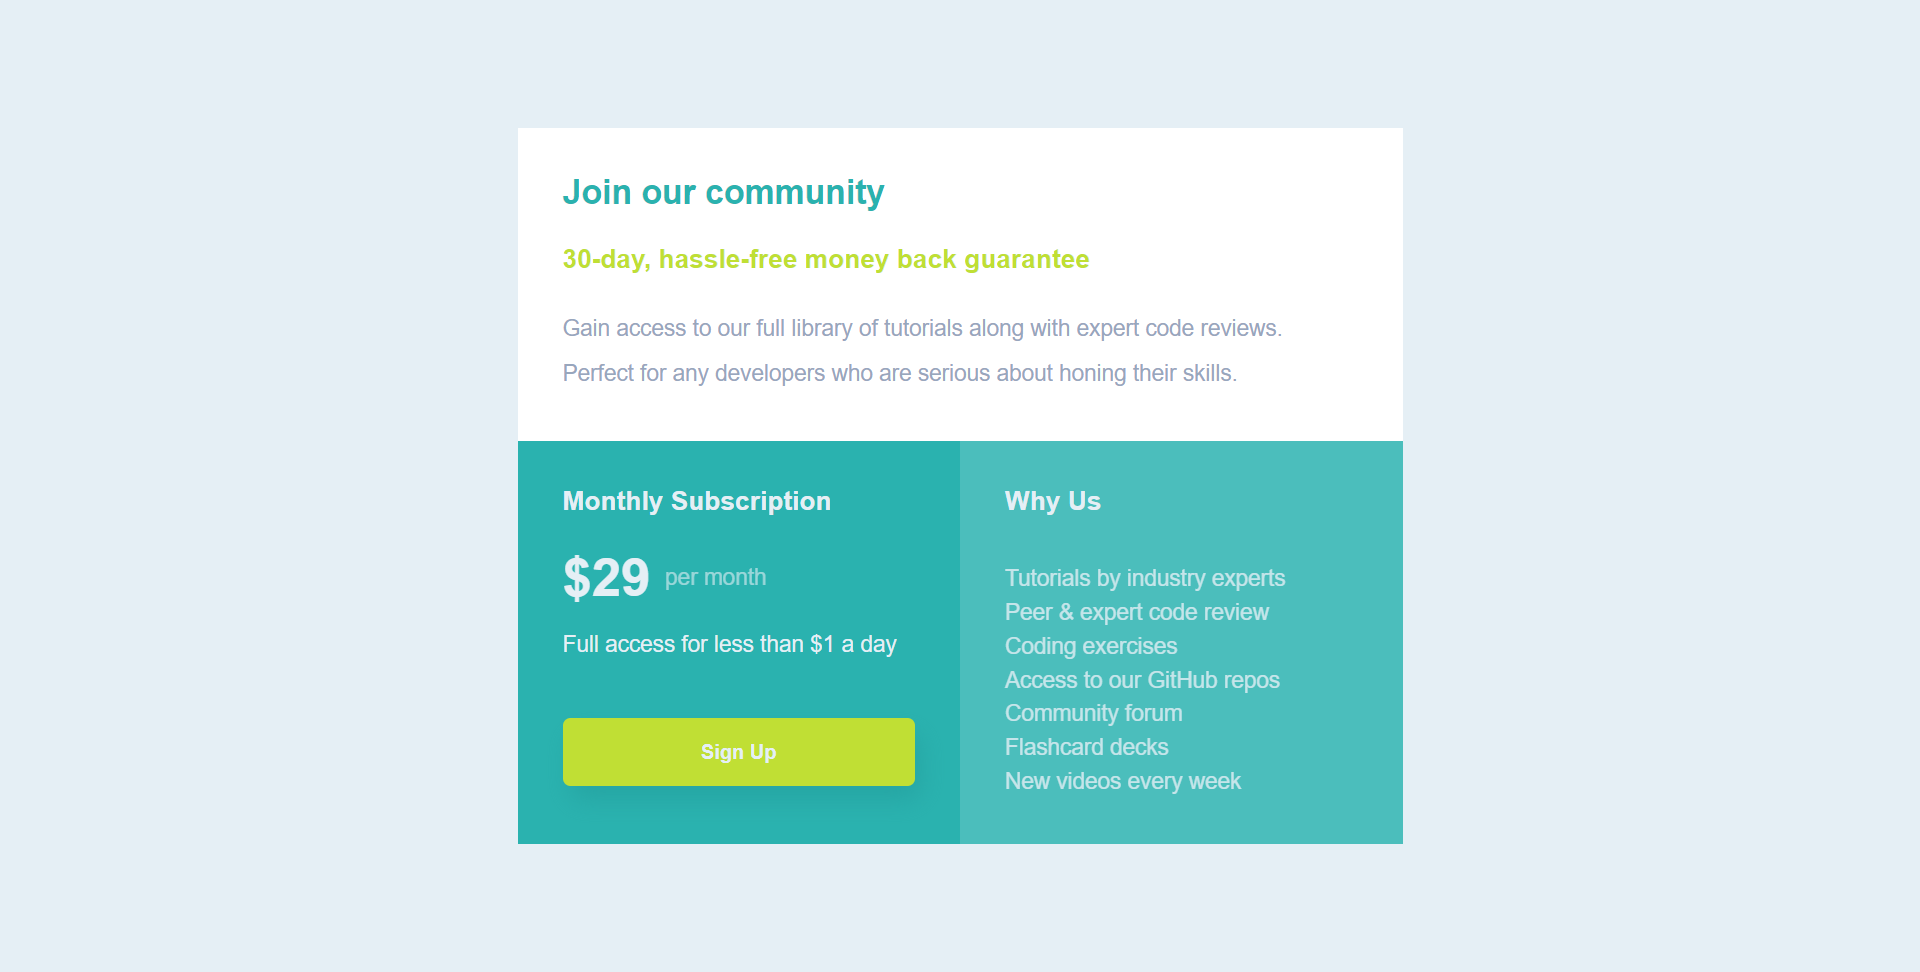 Join our community
30-day, hassle-free money back guarantee
Gain access to our full library of tutorials along with expert code reviews.
Perfect for any developers who are serious about honing their skills.
Monthly Subscription
$29 per month
Full access for less than $1 a day
Sign Up
Why Us
Tutorials by industry experts
Peer & expert code review
Coding exercises
Access to our GitHub repos
Community forum
Flashcard decks
New videos every week